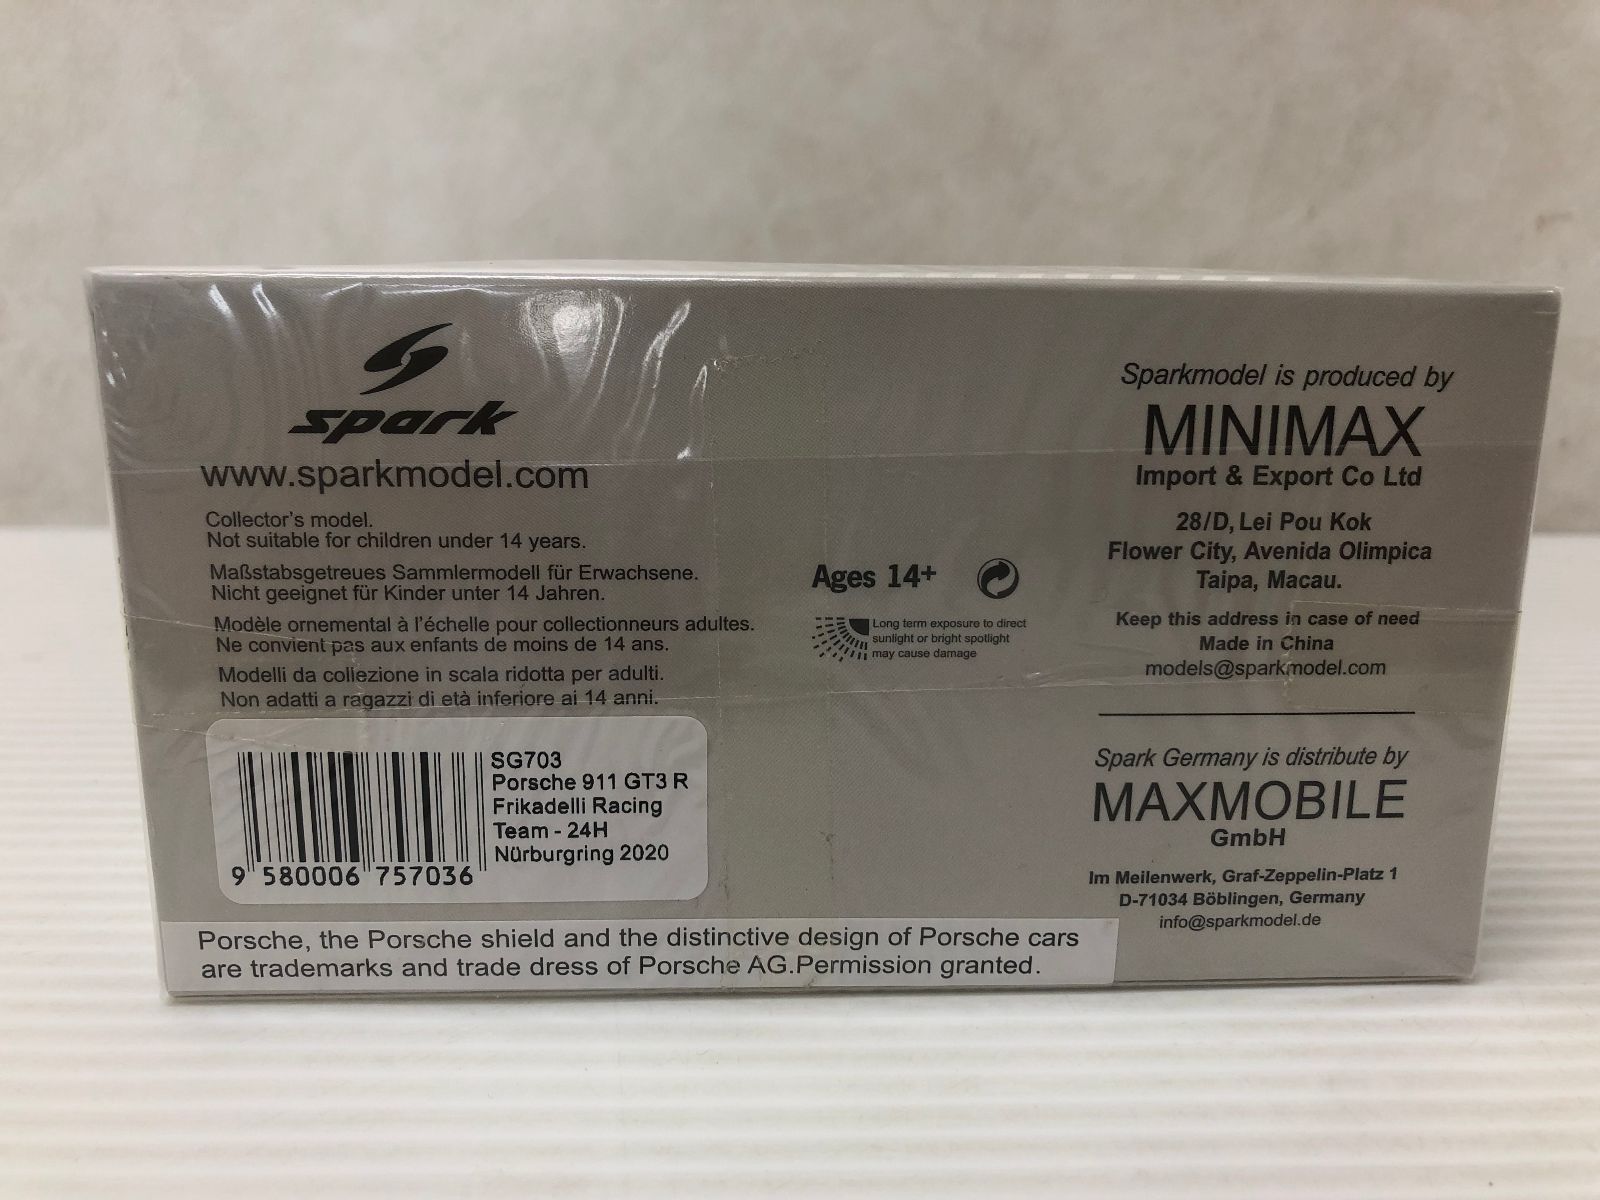 spark
www.sparkmodel.com
Collector's model.
Not suitable for children under 14 years.
Maßstabsgetreues Sammlermodell für Erwachsene.
Nicht geeignet für Kinder unter 14 Jahren.
Modèle ornemental à l'échelle pour collectionneurs adultes.
Ne convient pas aux enfants de moins de 14 ans.
Modelli da collezione in scala ridotta per adulti.
Non adatti a ragazzi di età inferiore ai 14 anni.
SG703
Porsche 911 GT3 R
Frikadelli Racing
Team - 24H
Nürburgring 2020
9 580006 757036
Porsche, the Porsche shield and the distinctive design of Porsche cars
are trademarks and trade dress of Porsche AG.Permission granted.
Ages 14+
Long term exposure to direct
sunlight or bright spotlight
may cause damage
Sparkmodel is produced by
MINIMAX
Import & Export Co Ltd
28/D, Lei Pou Kok
Flower City, Avenida Olimpica
Taipa, Macau.
Keep this address in case of need
Made in China
models@sparkmodel.com
Spark Germany is distribute by
MAXMOBILE
GmbH
Im Meilenwerk, Graf-Zeppelin-Platz 1
D-71034 Böblingen, Germany
info@sparkmodel.de